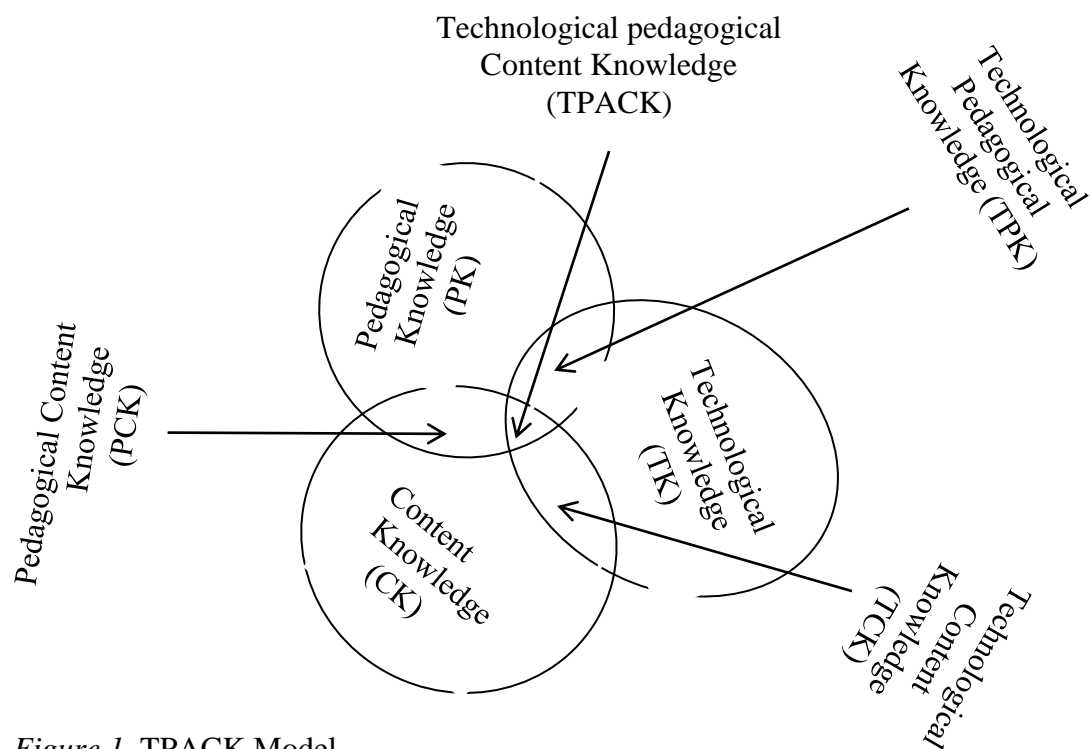 Technological pedagogical
Content Knowledge
(TPACK)
Technological
Pedagogical
Knowledge (TPK)
Pedagogical
Knowledge
(PK)
Pedagogical Content
Knowledge
(PCK)
Technological
Knowledge
(TK)
Content
Knowledge
(CK)
Technological
Content
Knowledge
(TCK)
Figure 1. TPACK Model